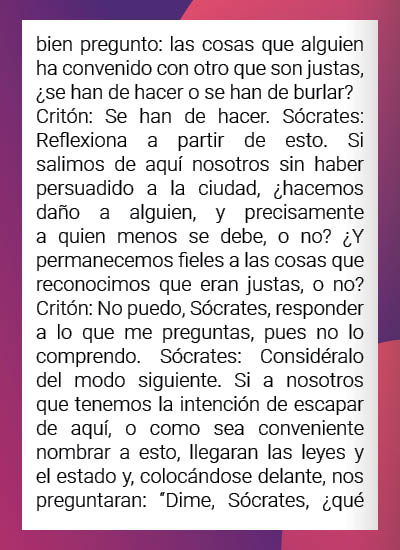 bien pregunto: las cosas que alguien
ha convenido con otro que son justas,
¿se han de hacer o se han de burlar?
Critón: Se han de hacer. Sócrates:
Reflexiona a partir de esto. Si
salimos de aquí nosotros sin haber
persuadido a la ciudad, ¿hacemos
daño a alguien, y precisamente
a quien menos se debe, o no? ¿Y
permanecemos fieles a las cosas que
reconocimos que eran justas, o no?
Critón: No puedo, Sócrates, responder
a lo que me preguntas, pues no lo
comprendo. Sócrates: Considéralo
del modo siguiente. Si a nosotros
que tenemos la intención de escapar
de aquí, o como sea conveniente
nombrar a esto, llegaran las leyes y
el estado y, colocándose delante, nos
preguntaran: “Dime, Sócrates, ¿qué